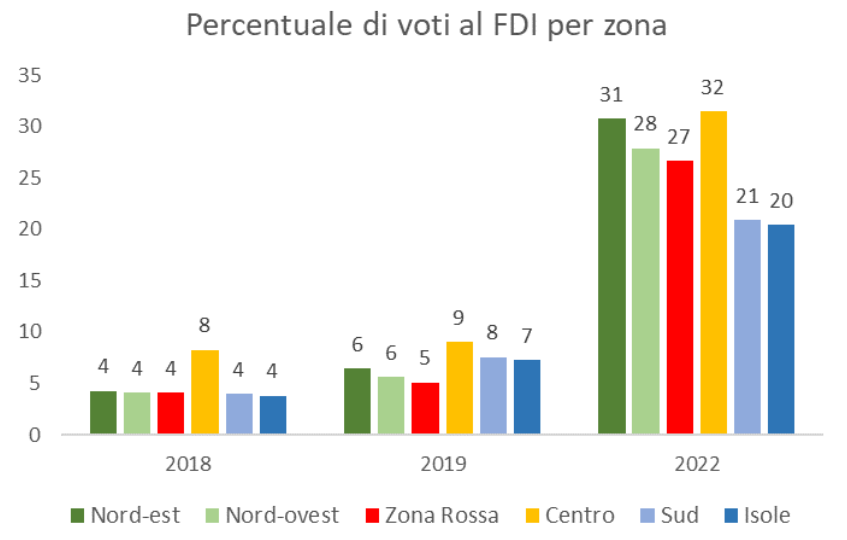 Percentuale di voti al FDI per zona
35
30
25
20
15
10
5
0
4 4 4 8 4 4
6 6 5 9 8 7
31 28 27 32 21 20
2018 2019 2022
Nord-est Nord-ovest Zona Rossa Centro Sud Isole